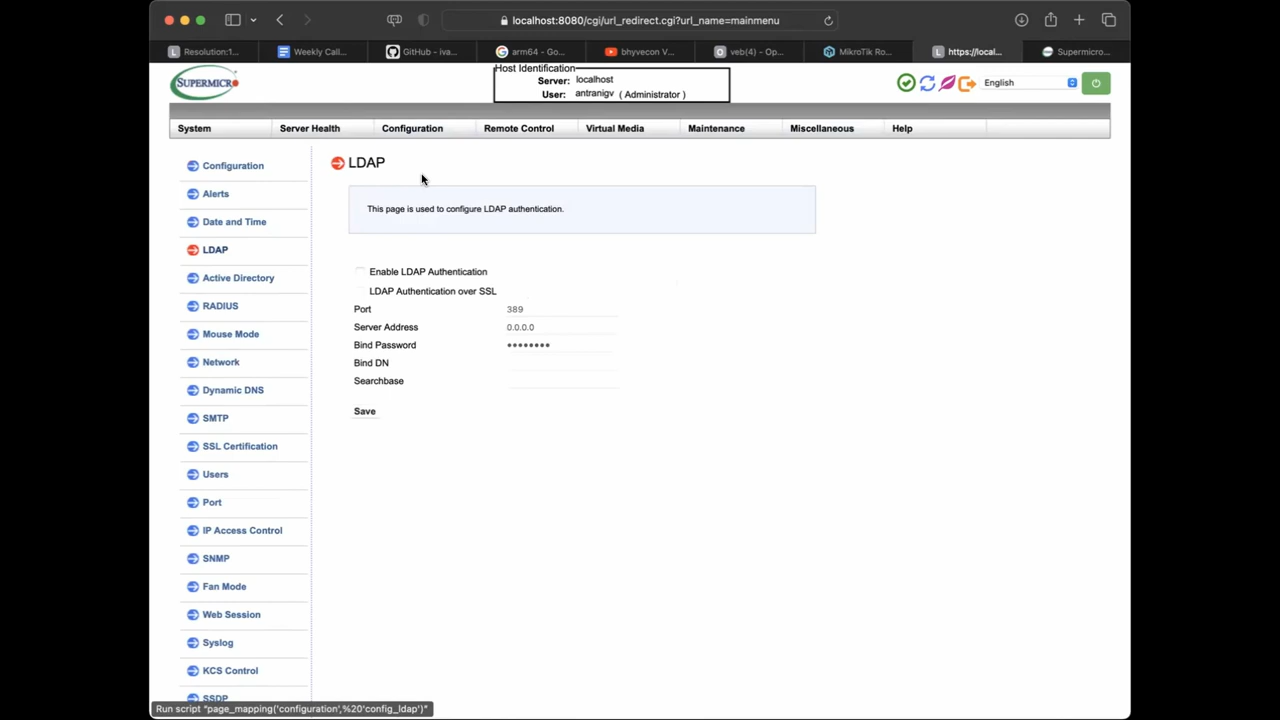 localhost:8080/cgi/url_redirect.cgi?url_name=mainmenu
Resolution:1...
Weekly Call...
GitHub - iva...
arm64 - Go...
bhyvecon V...
veb(4) - Op...
MikroTik Ro...
https://local...
Supermicro...
SUPERMICRO
Host Identification
Server: localhost
User: antranigv ( Administrator )
English
System
Server Health
Configuration
Remote Control
Virtual Media
Maintenance
Miscellaneous
Help
Configuration
Alerts
Date and Time
LDAP
Active Directory
RADIUS
Mouse Mode
Network
Dynamic DNS
SMTP
SSL Certification
Users
Port
IP Access Control
SNMP
Fan Mode
Web Session
Syslog
KCS Control
SSDP
LDAP
This page is used to configure LDAP authentication.
Enable LDAP Authentication
LDAP Authentication over SSL
Port 389
Server Address 0.0.0.0
Bind Password ••••••••
Bind DN
Searchbase
Save
Run script "page_mapping('configuration',%20'config_ldap')"